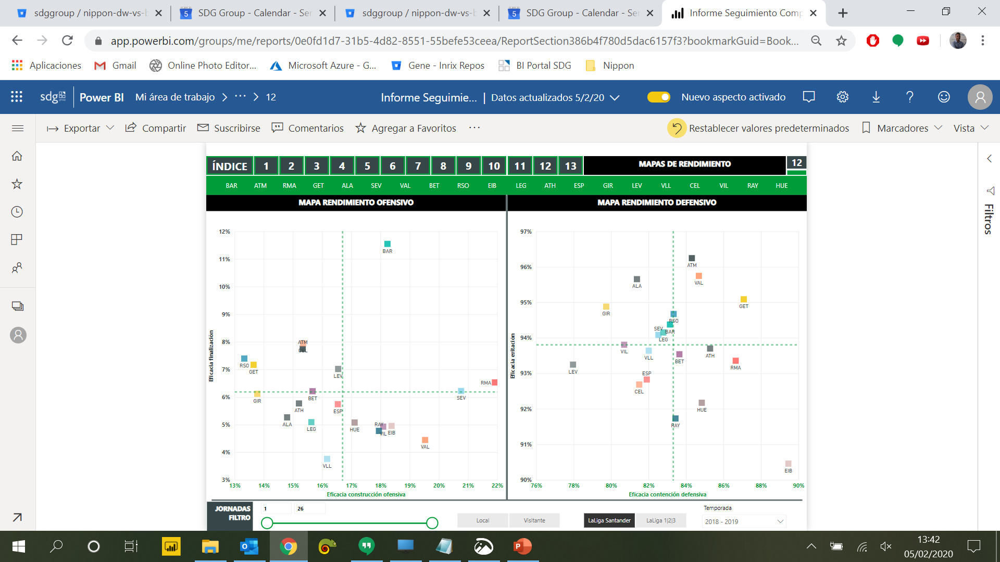 sdggroup / nippon-dw-vs-b
SDG Group - Calendar - Ser
sdggroup / nippon-dw-vs-b
SDG Group - Calendar - Ser
Informe Seguimiento Comp
app.powerbi.com/groups/me/reports/0e0fd1d7-31b5-4d82-8551-55befe53ceea/ReportSection386b4f780d5dac6157f3?bookmarkGuid=Book...
Aplicaciones
Gmail
Online Photo Editor...
Microsoft Azure - G...
Gene - Inrix Repos
BI Portal SDG
Nippon
sdg group
Power BI
Mi área de trabajo > ... > 12
Informe Seguimie... | Datos actualizados 5/2/20
Nuevo aspecto activado
Exportar
Compartir
Suscribirse
Comentarios
Agregar a Favoritos
...
Restablecer valores predeterminados
Marcadores
Vista
Filtros
ÍNDICE 1 2 3 4 5 6 7 8 9 10 11 12 13
MAPAS DE RENDIMIENTO
12
BAR ATM RMA GET ALA SEV VAL BET RSO EIB LEG ATH ESP GIR LEV VLL CEL VIL RAY HUE
MAPA RENDIMIENTO OFENSIVO
12%
11%
10%
9%
8%
7%
6%
5%
4%
3%
Eficacia finalización
BAR
ATM
CEL
RSO
GET
LEV
RMA
SEV
GIR
BET
ATH
ESP
ALA
LEG
HUE
RAY
VIL
EIB
VAL
VLL
13% 14% 15% 16% 17% 18% 19% 20% 21% 22%
Eficacia construcción ofensiva
MAPA RENDIMIENTO DEFENSIVO
97%
96%
95%
94%
93%
92%
91%
90%
Eficacia evitación
ATM
VAL
ALA
GET
GIR
RSO
SEV
BAR
LEG
VIL
VLL
BET
ATH
RMA
LEV
ESP
CEL
HUE
RAY
EIB
76% 78% 80% 82% 84% 86% 88% 90%
Eficacia contención defensiva
JORNADAS
FILTRO
1
26
Local
Visitante
LaLiga Santander
LaLiga 1|2|3
Temporada
2018 - 2019
13:42
05/02/2020